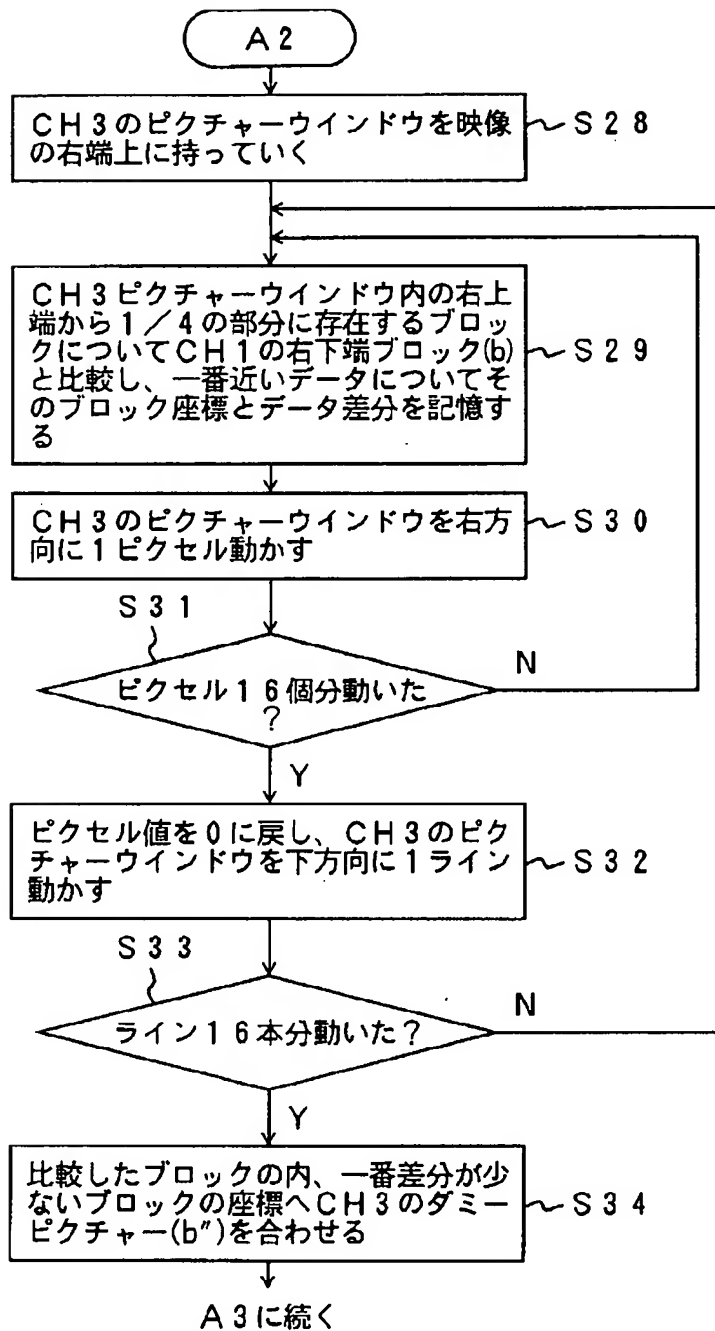 A2
CH3のピクチャーウインドウを映像
の右端上に持っていく
S28
CH3ピクチャーウインドウ内の右上
端から1/4の部分に存在するブロッ
クについてCH1の右下端ブロック(b)
と比較し、一番近いデータについてそ
のブロック座標とデータ差分を記憶す
る
S29
CH3のピクチャーウインドウを右方
向に1ピクセル動かす
S30
S31
ピクセル16個分動いた
?
N
Y
ピクセル値を0に戻し、CH3のピク
チャーウインドウを下方向に1ライン
動かす
S32
S33
ライン16本分動いた?
N
Y
比較したブロックの内、一番差分が少
ないブロックの座標へCH3のダミー
ピクチャー(b″)を合わせる
S34
A3に続く